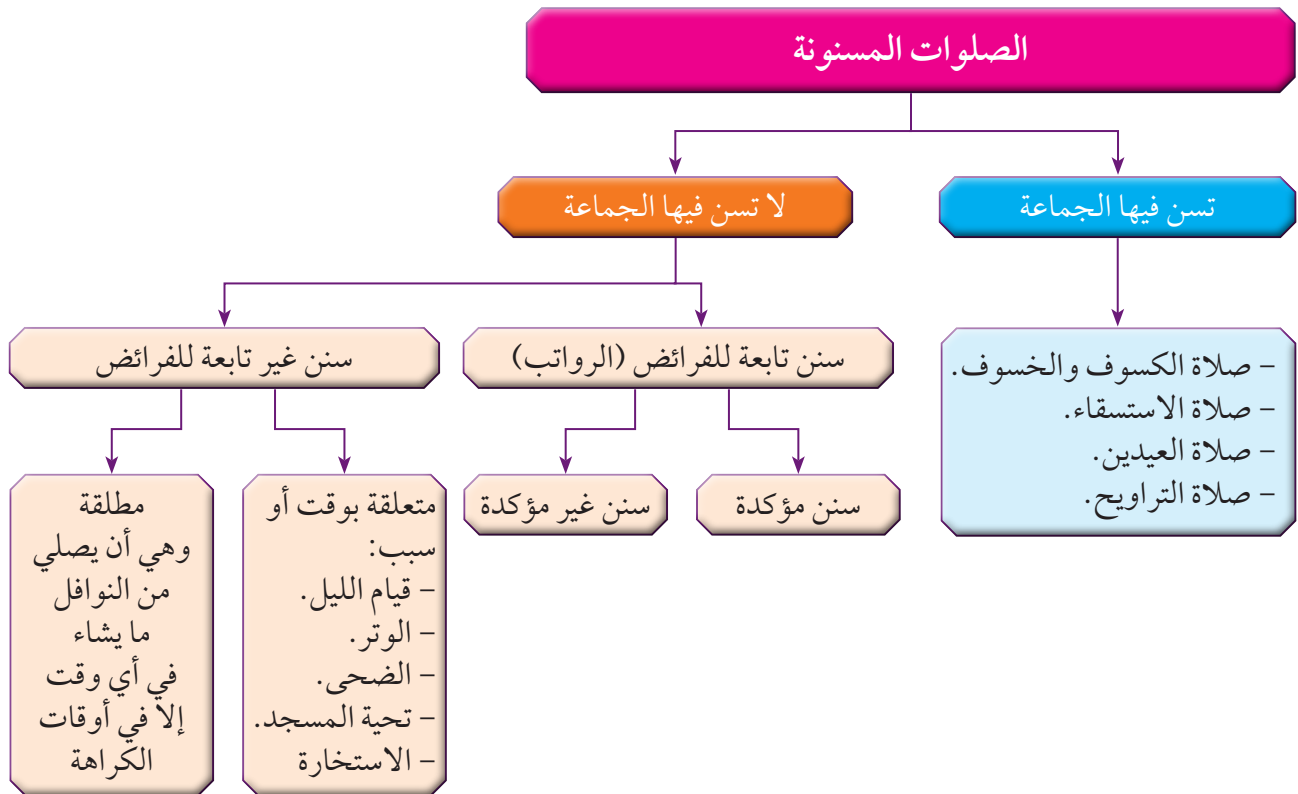 الصلوات المسنونة
تسن فيها الجماعة
لا تسن فيها الجماعة
– صلاة الكسوف والخسوف.
– صلاة الاستسقاء.
– صلاة العيدين.
– صلاة التراويح.
سنن تابعة للفرائض (الرواتب)
سنن غير تابعة للفرائض
سنن مؤكدة
سنن غير مؤكدة
متعلقة بوقت أو
سبب:
– قيام الليل.
– الوتر.
– الضحى.
– تحية المسجد.
– الاستخارة
مطلقة
وهي أن يصلي
من النوافل
ما يشاء
في أي وقت
إلا في أوقات
الكراهة